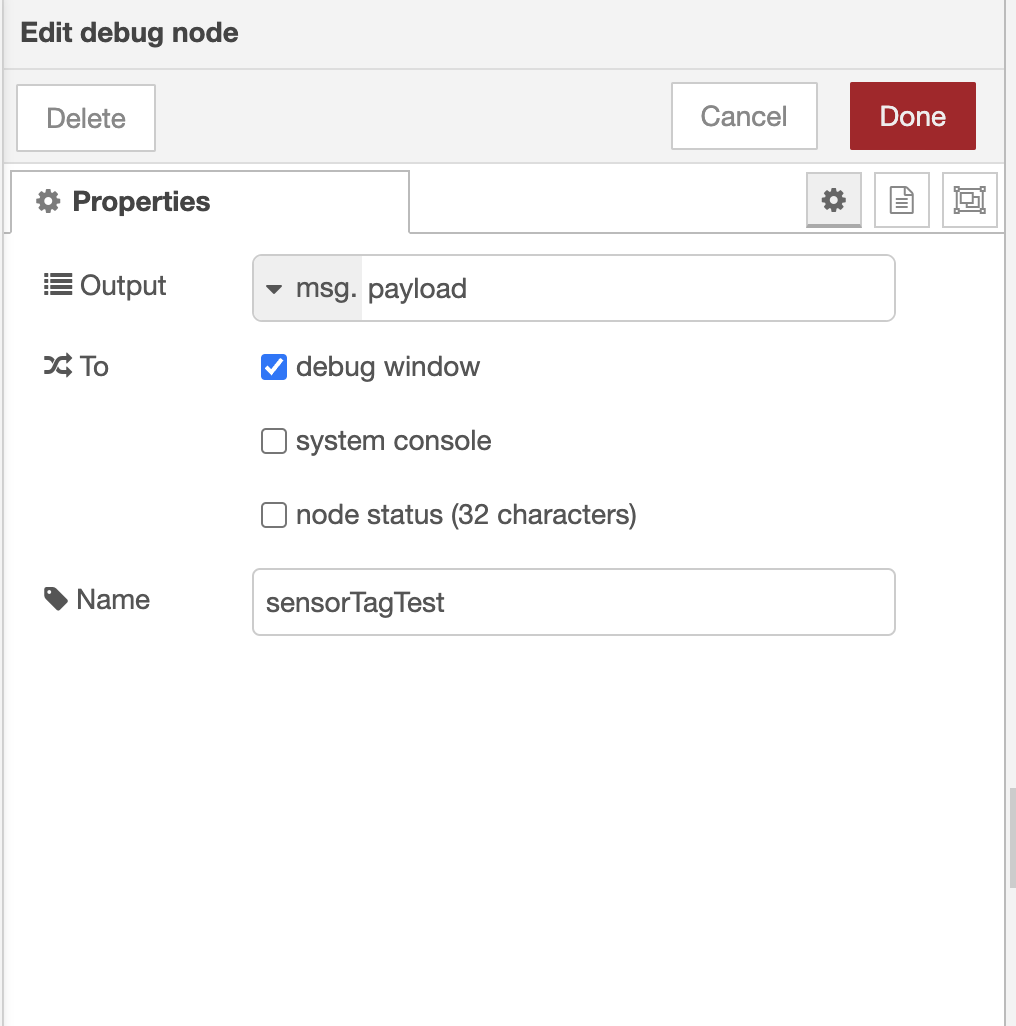 Edit debug node
Delete Cancel Done
Properties
Output msg. payload
To debug window
system console
node status (32 characters)
Name sensorTagTest